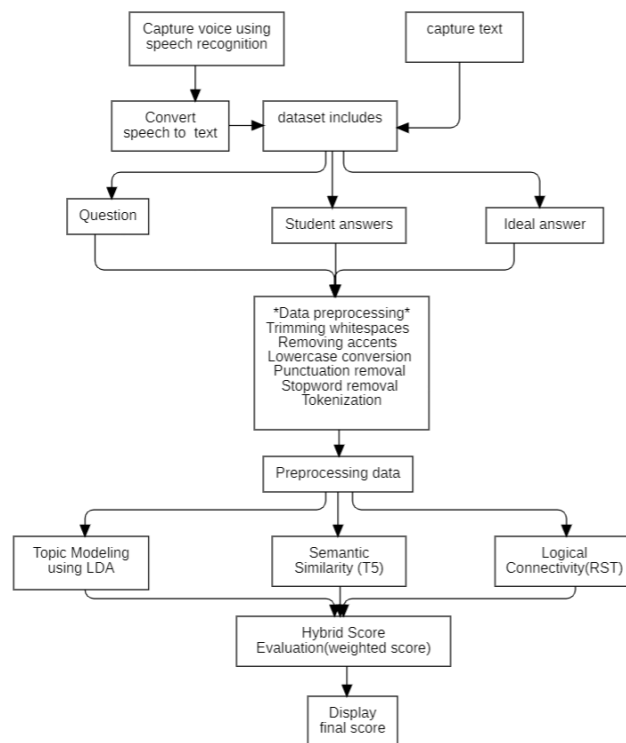 Capture voice using
speech recognition
capture text
Convert
speech to text
dataset includes
Question
Student answers
Ideal answer
*Data preprocessing*
Trimming whitespaces
Removing accents
Lowercase conversion
Punctuation removal
Stopword removal
Tokenization
Preprocessing data
Topic Modeling
using LDA
Semantic
Similarity (T5)
Logical
Connectivity(RST)
Hybrid Score
Evaluation(weighted score)
Display
final score